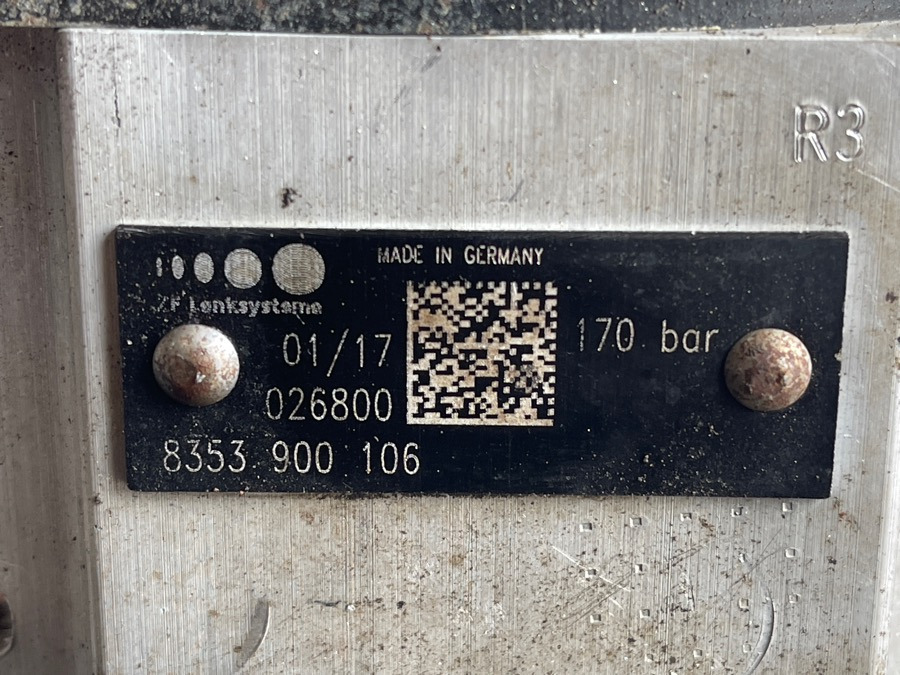 R3
MADE IN GERMANY
ZF Lenksysteme
01/17
170 bar
026800
8353 900 106